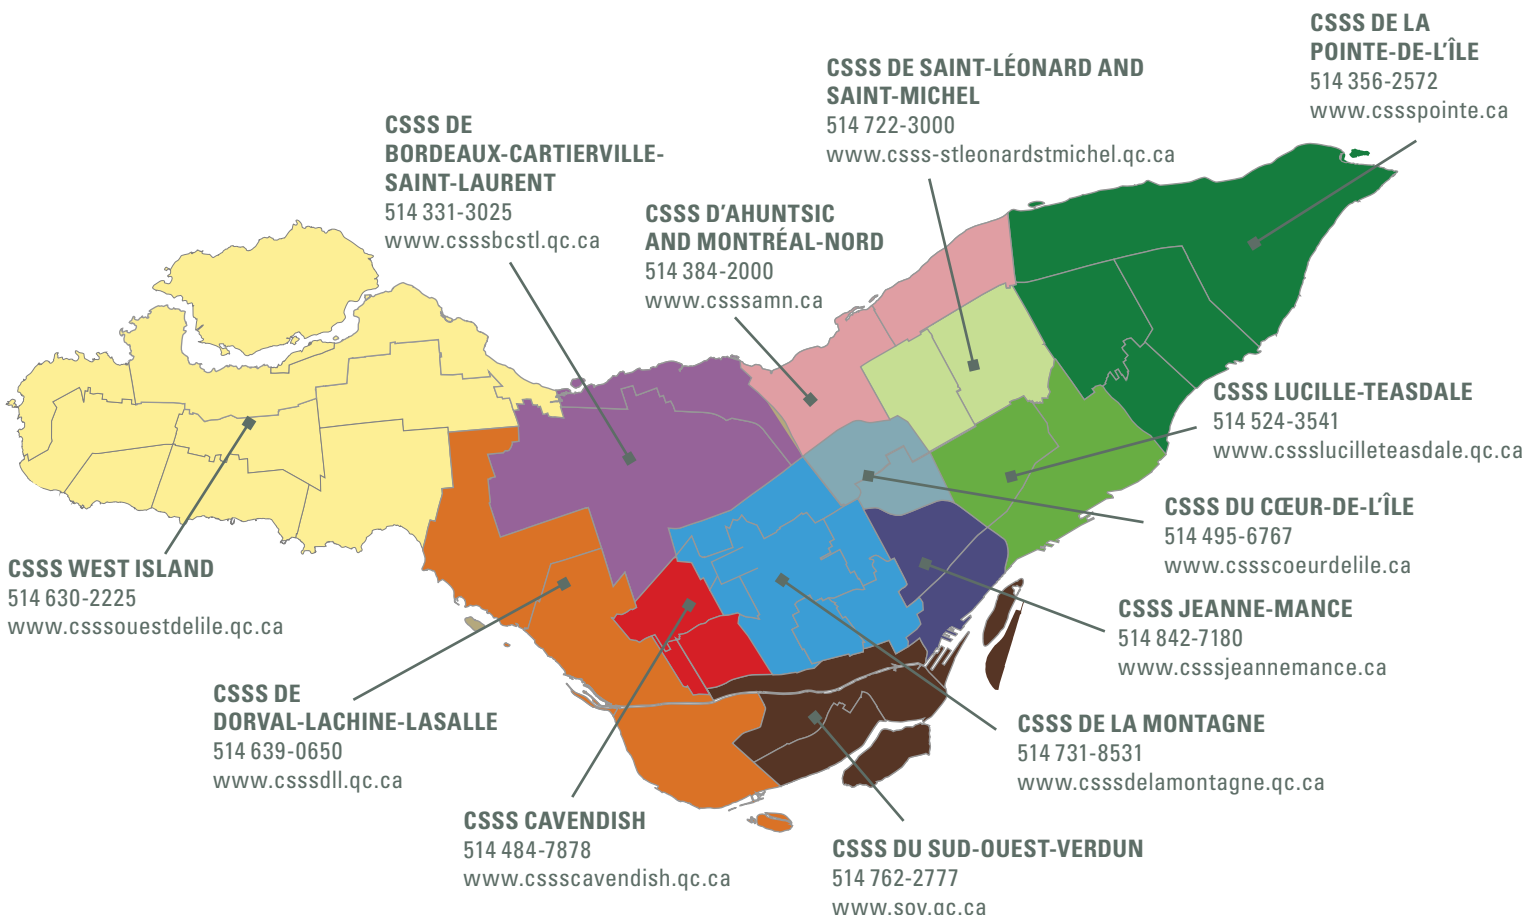 CSSS DE LA
POINTE-DE-L'ÎLE
514 356-2572
www.cssspointe.ca
CSSS DE SAINT-LÉONARD AND
SAINT-MICHEL
514 722-3000
www.csss-stleonardstmichel.qc.ca
CSSS DE
BORDEAUX-CARTIERVILLE-
SAINT-LAURENT
514 331-3025
www.csssbcstl.qc.ca
CSSS D'AHUNTSIC
AND MONTRÉAL-NORD
514 384-2000
www.csssamn.ca
CSSS LUCILLE-TEASDALE
514 524-3541
www.cssslucilleteasdale.qc.ca
CSSS DU CŒUR-DE-L'ÎLE
514 495-6767
www.cssscoeurdelile.ca
CSSS WEST ISLAND
514 630-2225
www.csssouestdelile.qc.ca
CSSS JEANNE-MANCE
514 842-7180
www.csssjeannemance.ca
CSSS DE
DORVAL-LACHINE-LASALLE
514 639-0650
www.csssdll.qc.ca
CSSS DE LA MONTAGNE
514 731-8531
www.csssdelamontagne.qc.ca
CSSS CAVENDISH
514 484-7878
www.cssscavendish.qc.ca
CSSS DU SUD-OUEST-VERDUN
514 762-2777
www.sov.qc.ca